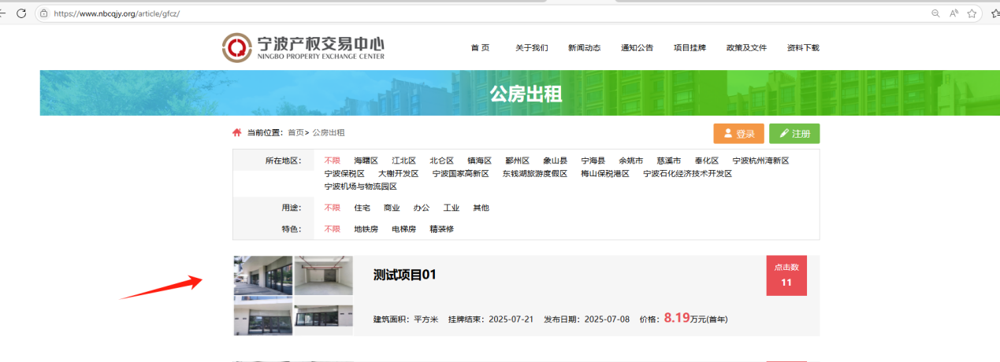 https://www.nbcqjy.org/article/gfcz/
宁波产权交易中心
NINGBO PROPERTY EXCHANGE CENTER
首 页 关于我们 新闻动态 通知公告 项目挂牌 政策及文件 资料下载
公房出租
当前位置：首页> 公房出租
登录 注册
所在地区： 不限 海曙区 江北区 北仑区 镇海区 鄞州区 象山县 宁海县 余姚市 慈溪市 奉化区 宁波杭州湾新区
宁波保税区 大榭开发区 宁波国家高新区 东钱湖旅游度假区 梅山保税港区 宁波石化经济技术开发区
宁波机场与物流园区
用途： 不限 住宅 商业 办公 工业 其他
特色： 不限 地铁房 电梯房 精装修
测试项目01
点击数
11
建筑面积：平方米 挂牌结束：2025-07-21 发布日期：2025-07-08 价格：8.19万元(首年)